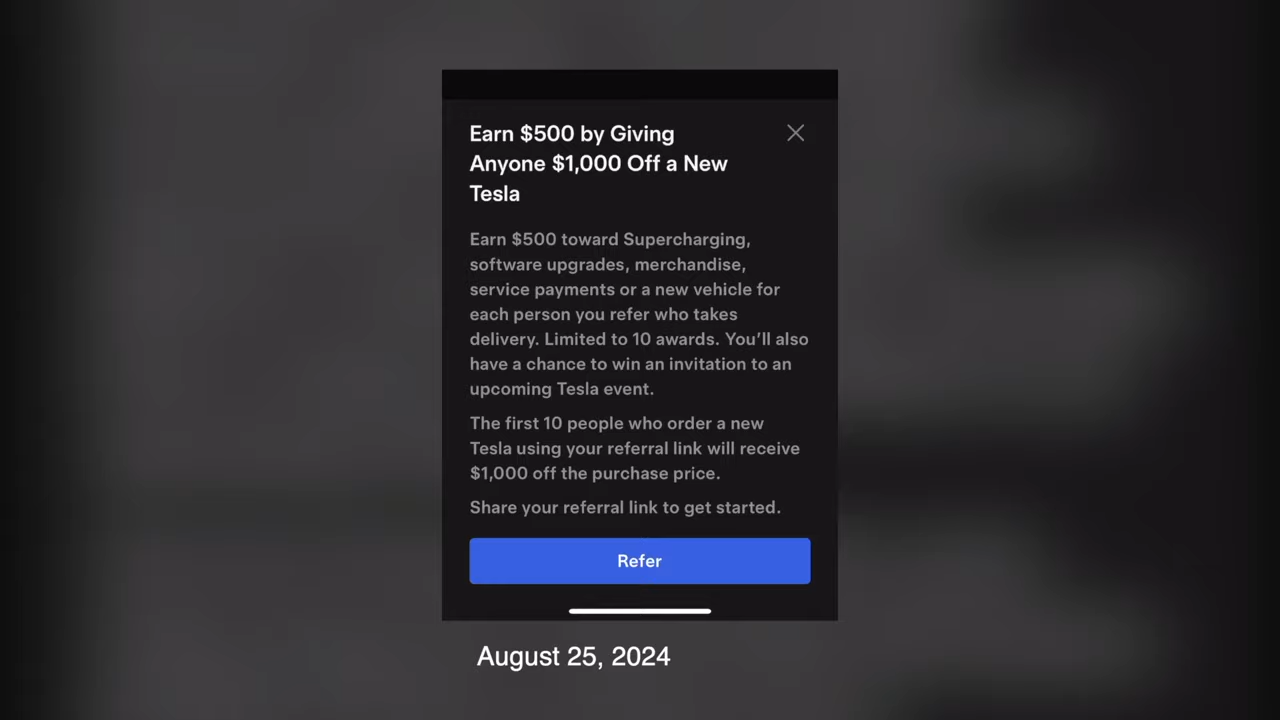 Earn $500 by Giving
Anyone $1,000 Off a New
Tesla
Earn $500 toward Supercharging,
software upgrades, merchandise,
service payments or a new vehicle for
each person you refer who takes
delivery. Limited to 10 awards. You’ll also
have a chance to win an invitation to an
upcoming Tesla event.
The first 10 people who order a new
Tesla using your referral link will receive
$1,000 off the purchase price.
Share your referral link to get started.
Refer
August 25, 2024